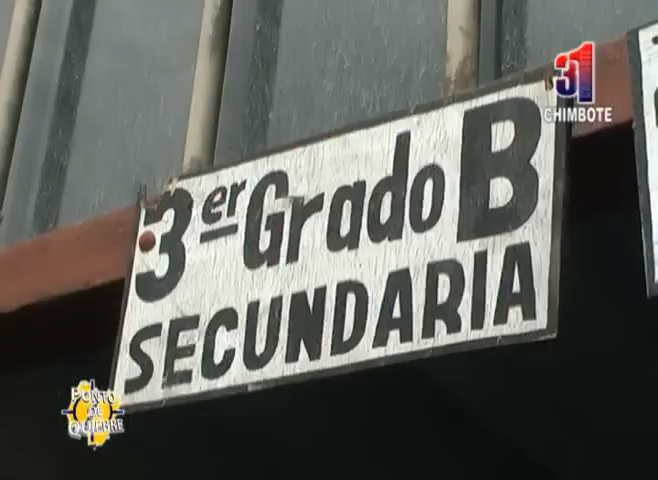 31
CHIMBOTE
3er Grado B
SECUNDARIA
PUNTO
DE
QUIEBRE